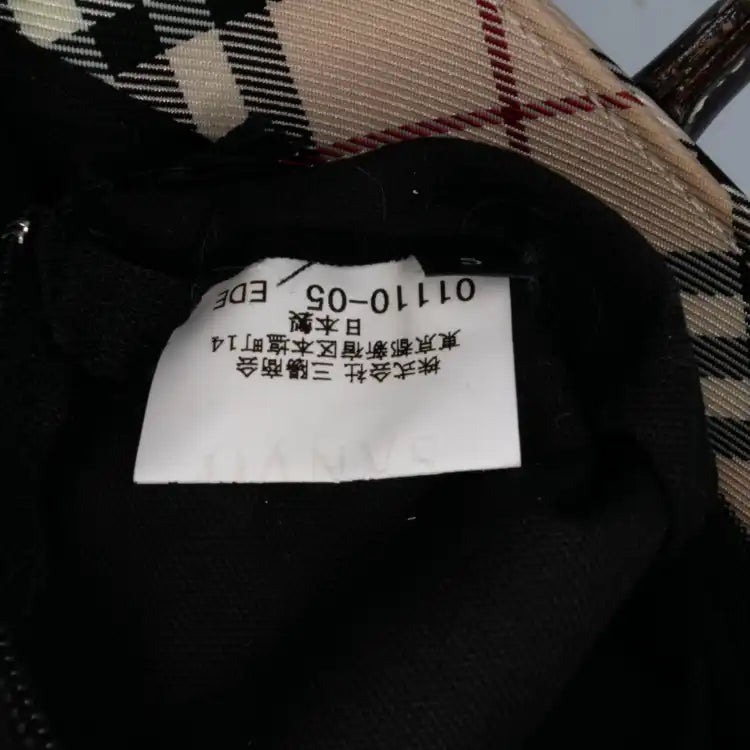 株式会社 三陽商会
東京都新宿区本塩町14
日本製
01110-05 EDE